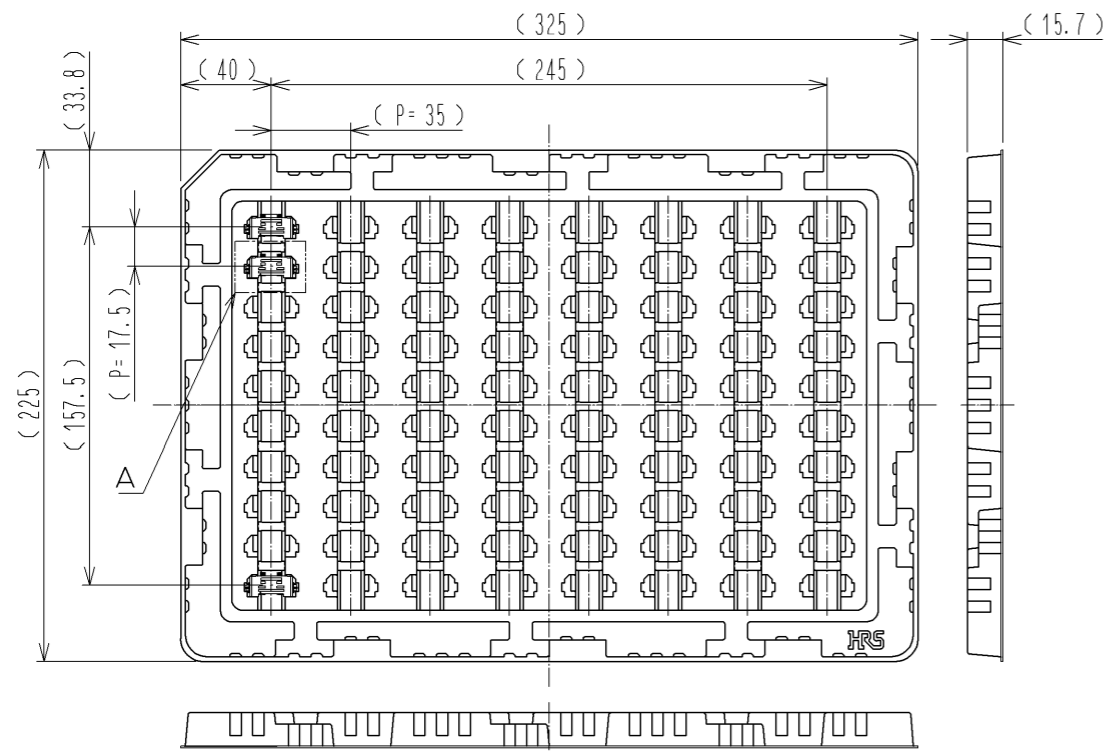 ( 325 )
( 15.7 )
( 40 )
( 245 )
( 33.8 )
( P= 35 )
( P= 17.5 )
( 157.5 )
( 225 )
A
HRS